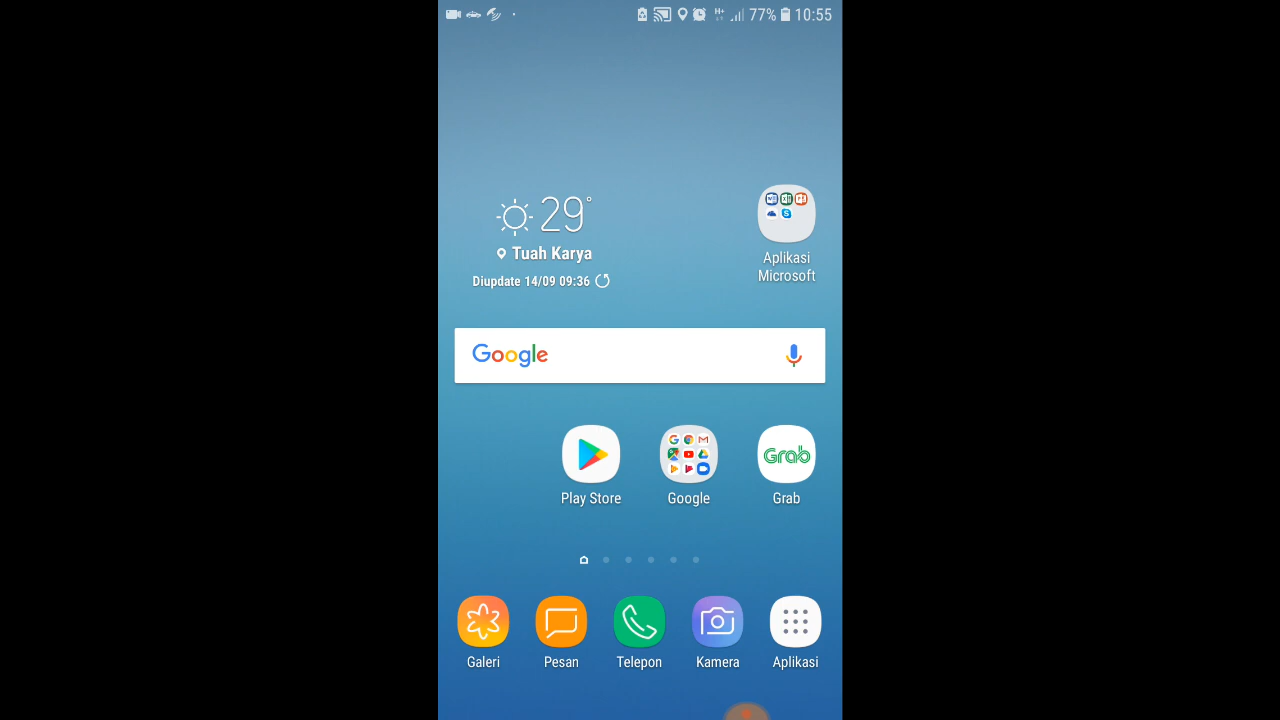 H+ 77% 10:55
29°
Tuah Karya
Diupdate 14/09 09:36
Aplikasi
Microsoft
Google
Play Store
Google
Grab
Grab
Galeri
Pesan
Telepon
Kamera
Aplikasi